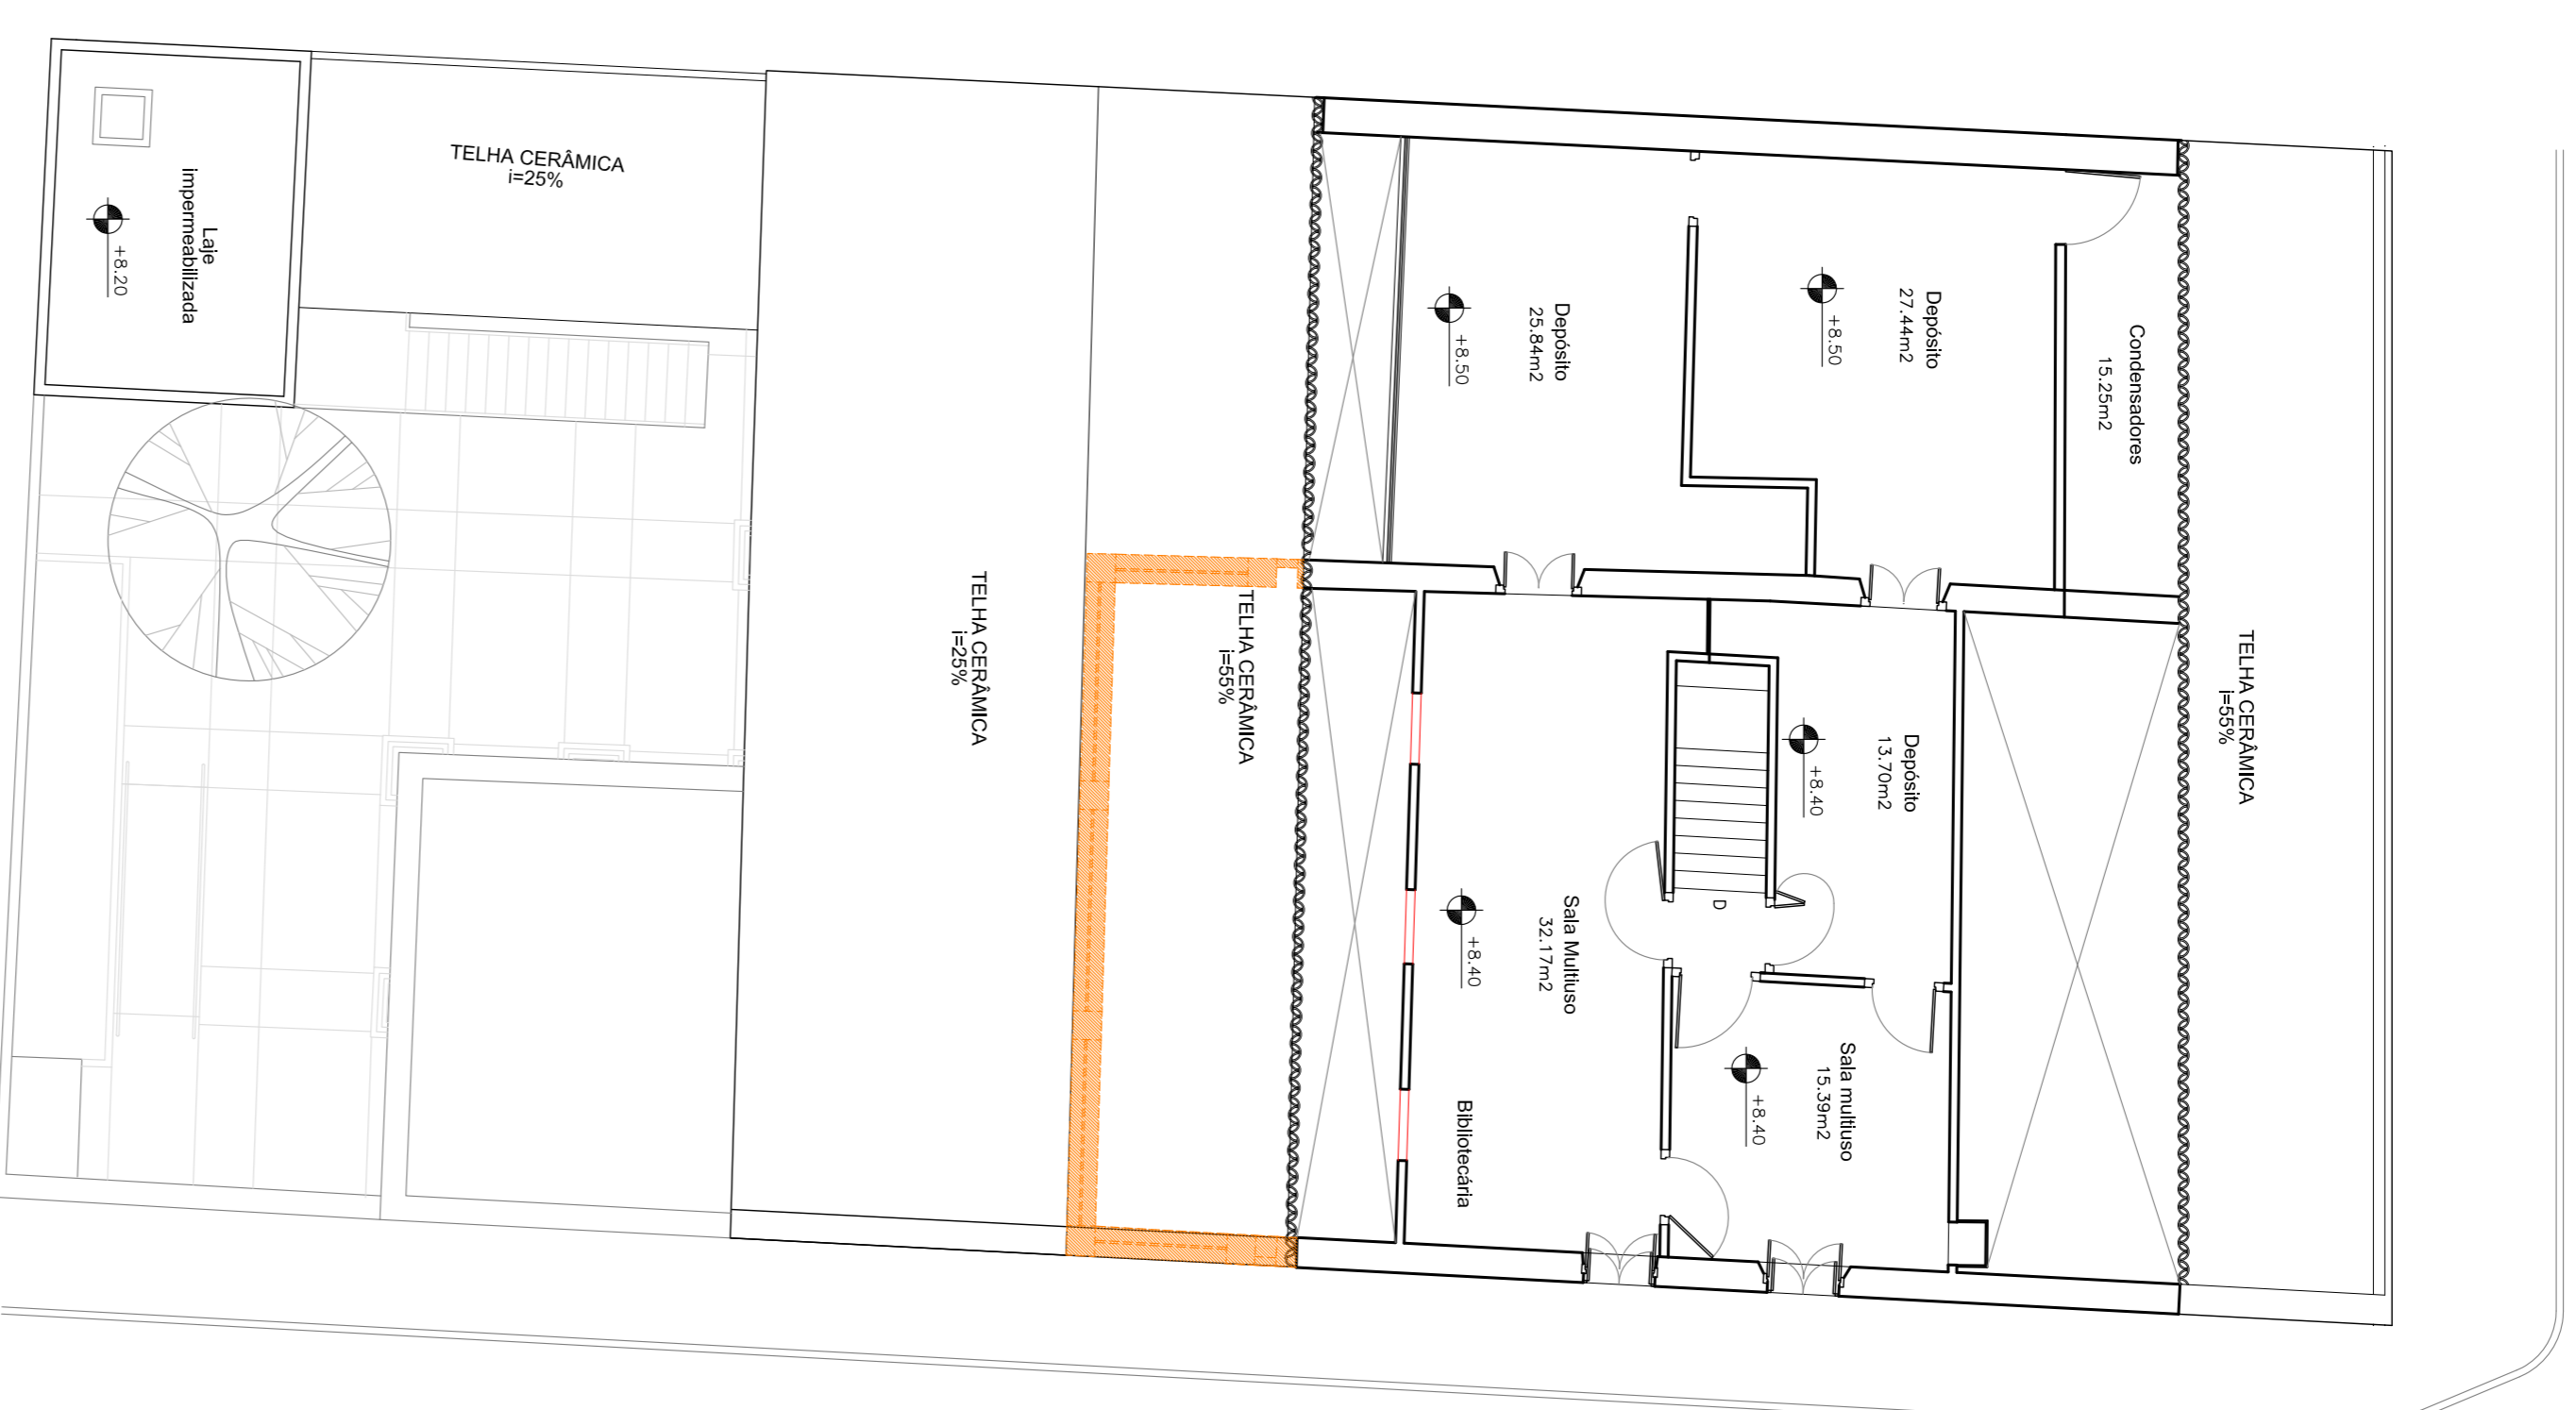 TELHA CERÂMICA
i=25%
Laje
impermeabilizada
+8.20
TELHA CERÂMICA
i=25%
TELHA CERÂMICA
i=55%
Depósito
25.84m2
+8.50
Depósito
27.44m2
+8.50
Condensadores
15.25m2
TELHA CERÂMICA
i=55%
Depósito
13.70m2
+8.40
D
Sala Multiuso
32.17m2
+8.40
Sala multiuso
15.39m2
+8.40
Bibliotecária